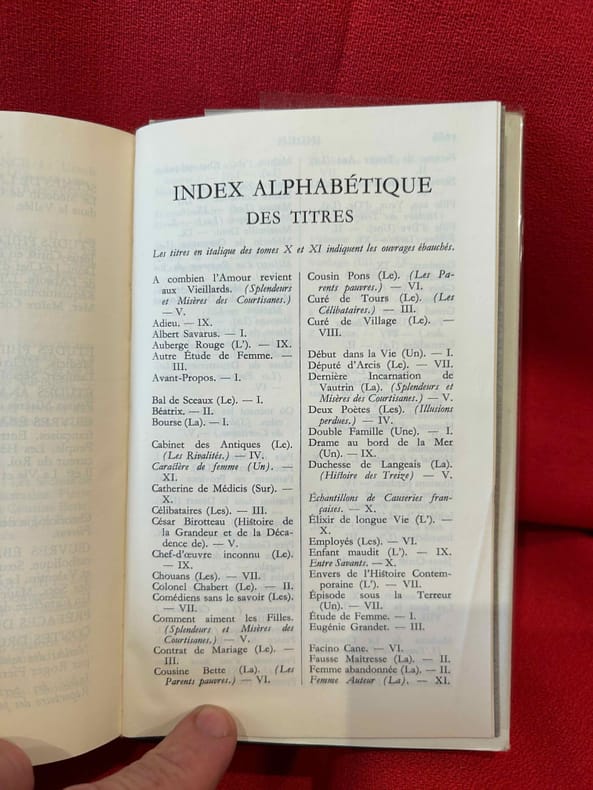 INDEX ALPHABÉTIQUE
DES TITRES
Les titres en italique des tomes X et XI indiquent les ouvrages ébauchés.
A combien l'Amour revient
aux Vieillards. (Splendeurs
et Misères des Courtisanes.)
— V.
Adieu. — IX.
Albert Savarus. — I.
Auberge Rouge (L'). — IX.
Autre Étude de Femme. —
III.
Avant-Propos. — I.
Bal de Sceaux (Le). — I.
Béatrix. — II.
Bourse (La). — I.
Cabinet des Antiques (Le).
(Les Rivalités.) — IV.
Caractère de femme (Un). —
XI.
Catherine de Médicis (Sur). —
X.
Célibataires (Les). — III.
César Birotteau (Histoire de
la Grandeur et de la Déca-
dence de). — V.
Chef-d'œuvre inconnu (Le).
— IX.
Chouans (Les). — VII.
Colonel Chabert (Le). — II.
Comédiens sans le savoir (Les).
— VII.
Comment aiment les Filles.
(Splendeurs et Misères des
Courtisanes.) — V.
Contrat de Mariage (Le). —
III.
Cousine Bette (La). (Les
Parents pauvres.) — VI.
Cousin Pons (Le). (Les Pa-
rents pauvres.) — VI.
Curé de Tours (Le). (Les
Célibataires.) — III.
Curé de Village (Le). —
VIII.
Début dans la Vie (Un). — I.
Député d'Arcis (Le). — VII.
Dernière Incarnation de
Vautrin (La). (Splendeurs et
Misères des Courtisanes.) — V.
Deux Poètes (Les). (Illusions
perdues.) — IV.
Double Famille (Une). — I.
Drame au bord de la Mer
(Un). — IX.
Duchesse de Langeais (La).
(Histoire des Treize) — V.
Échantillons de Causeries fran-
çaises. — X.
Élixir de longue Vie (L'). —
X.
Employés (Les). — VI.
Enfant maudit (L'). — IX.
Entre Savants. — X.
Envers de l'Histoire Contem-
poraine (L'). — VII.
Épisode sous la Terreur
(Un). — VII.
Étude de Femme. — I.
Eugénie Grandet. — III.
Facino Cane. — VI.
Fausse Maîtresse (La). — II.
Femme abandonnée (La). — II.
Femme Auteur (La). — XI.